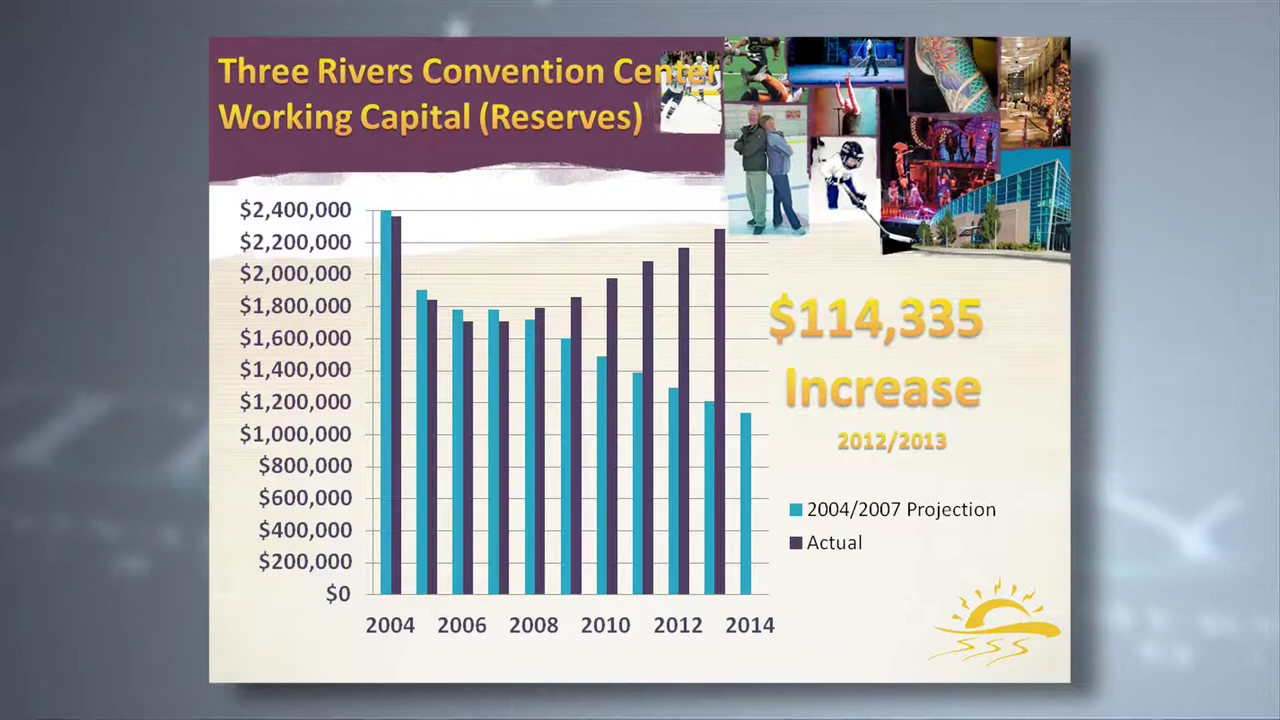 Three Rivers Convention Center
Working Capital (Reserves)
$2,400,000
$2,200,000
$2,000,000
$1,800,000
$1,600,000
$1,400,000
$1,200,000
$1,000,000
$800,000
$600,000
$400,000
$200,000
$0
2004 2006 2008 2010 2012 2014
$114,335
Increase
2012/2013
2004/2007 Projection
Actual